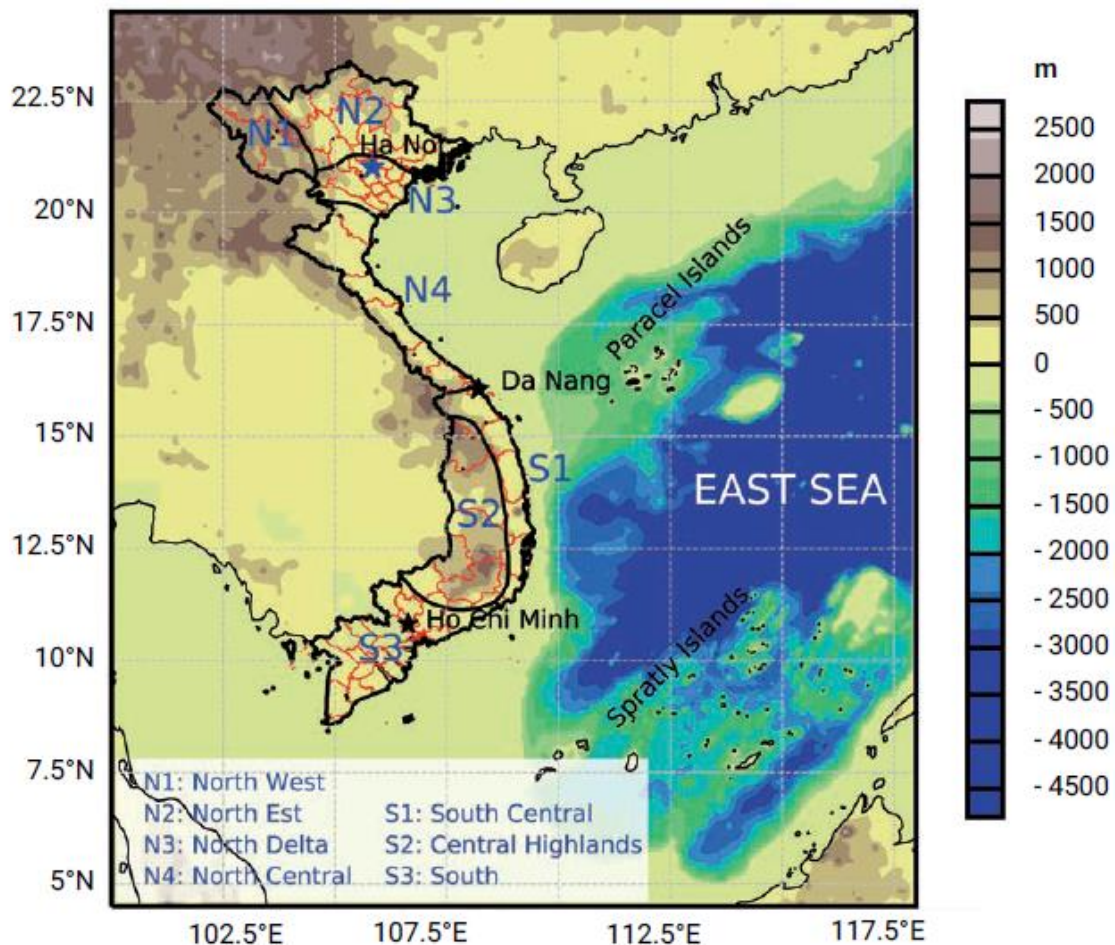 m
22.5°N
20°N
17.5°N
15°N
12.5°N
10°N
7.5°N
5°N
N1
N2
Ha Noi
N3
N4
Paracel Islands
Da Nang
S1
EAST SEA
S2
Ho Chi Minh
S3
Spratly Islands
N1: North West
N2: North Est
N3: North Delta
N4: North Central
S1: South Central
S2: Central Highlands
S3: South
102.5°E
107.5°E
112.5°E
117.5°E
2500
2000
1500
1000
500
0
- 500
- 1000
- 1500
- 2000
- 2500
- 3000
- 3500
- 4000
- 4500